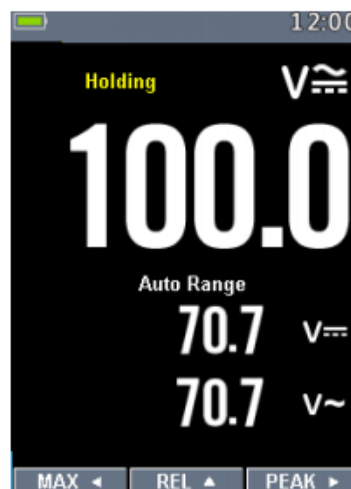 12:00
Holding
V≂
100.0
Auto Range
70.7 V⎓
70.7 V~
MAX ◄ REL ▲ PEAK ►